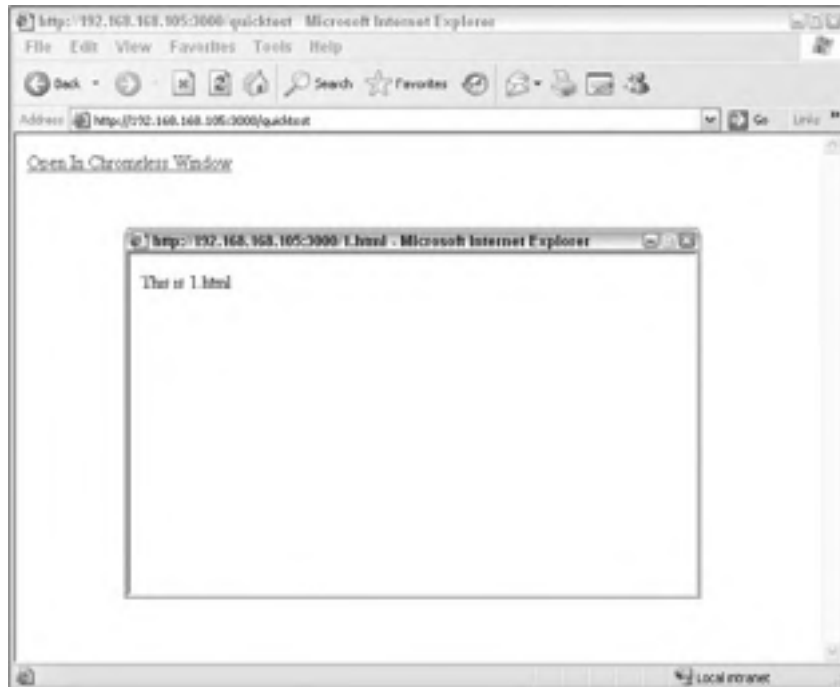 http://192.168.168.105:3000/quicktest Microsoft Internet Explorer
File Edit View Favorites Tools Help
Back Search Favorites
Address http://192.168.168.105:3000/quicktest Go Links »
Open In Chromeless Window
http://192.168.168.105:3000/1.html - Microsoft Internet Explorer
This is 1.html
Local intranet